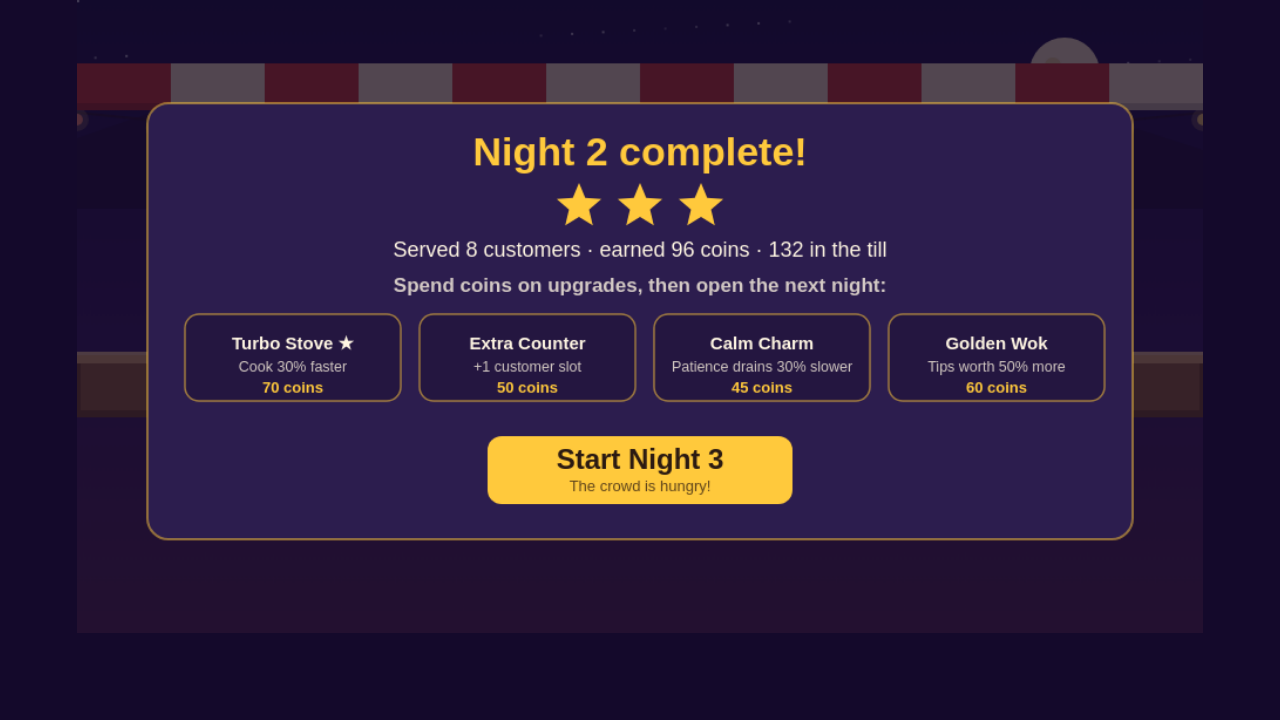 Night 2 complete!
Served 8 customers · earned 96 coins · 132 in the till
Spend coins on upgrades, then open the next night:
Turbo Stove ★
Cook 30% faster
70 coins
Extra Counter
+1 customer slot
50 coins
Calm Charm
Patience drains 30% slower
45 coins
Golden Wok
Tips worth 50% more
60 coins
Start Night 3
The crowd is hungry!